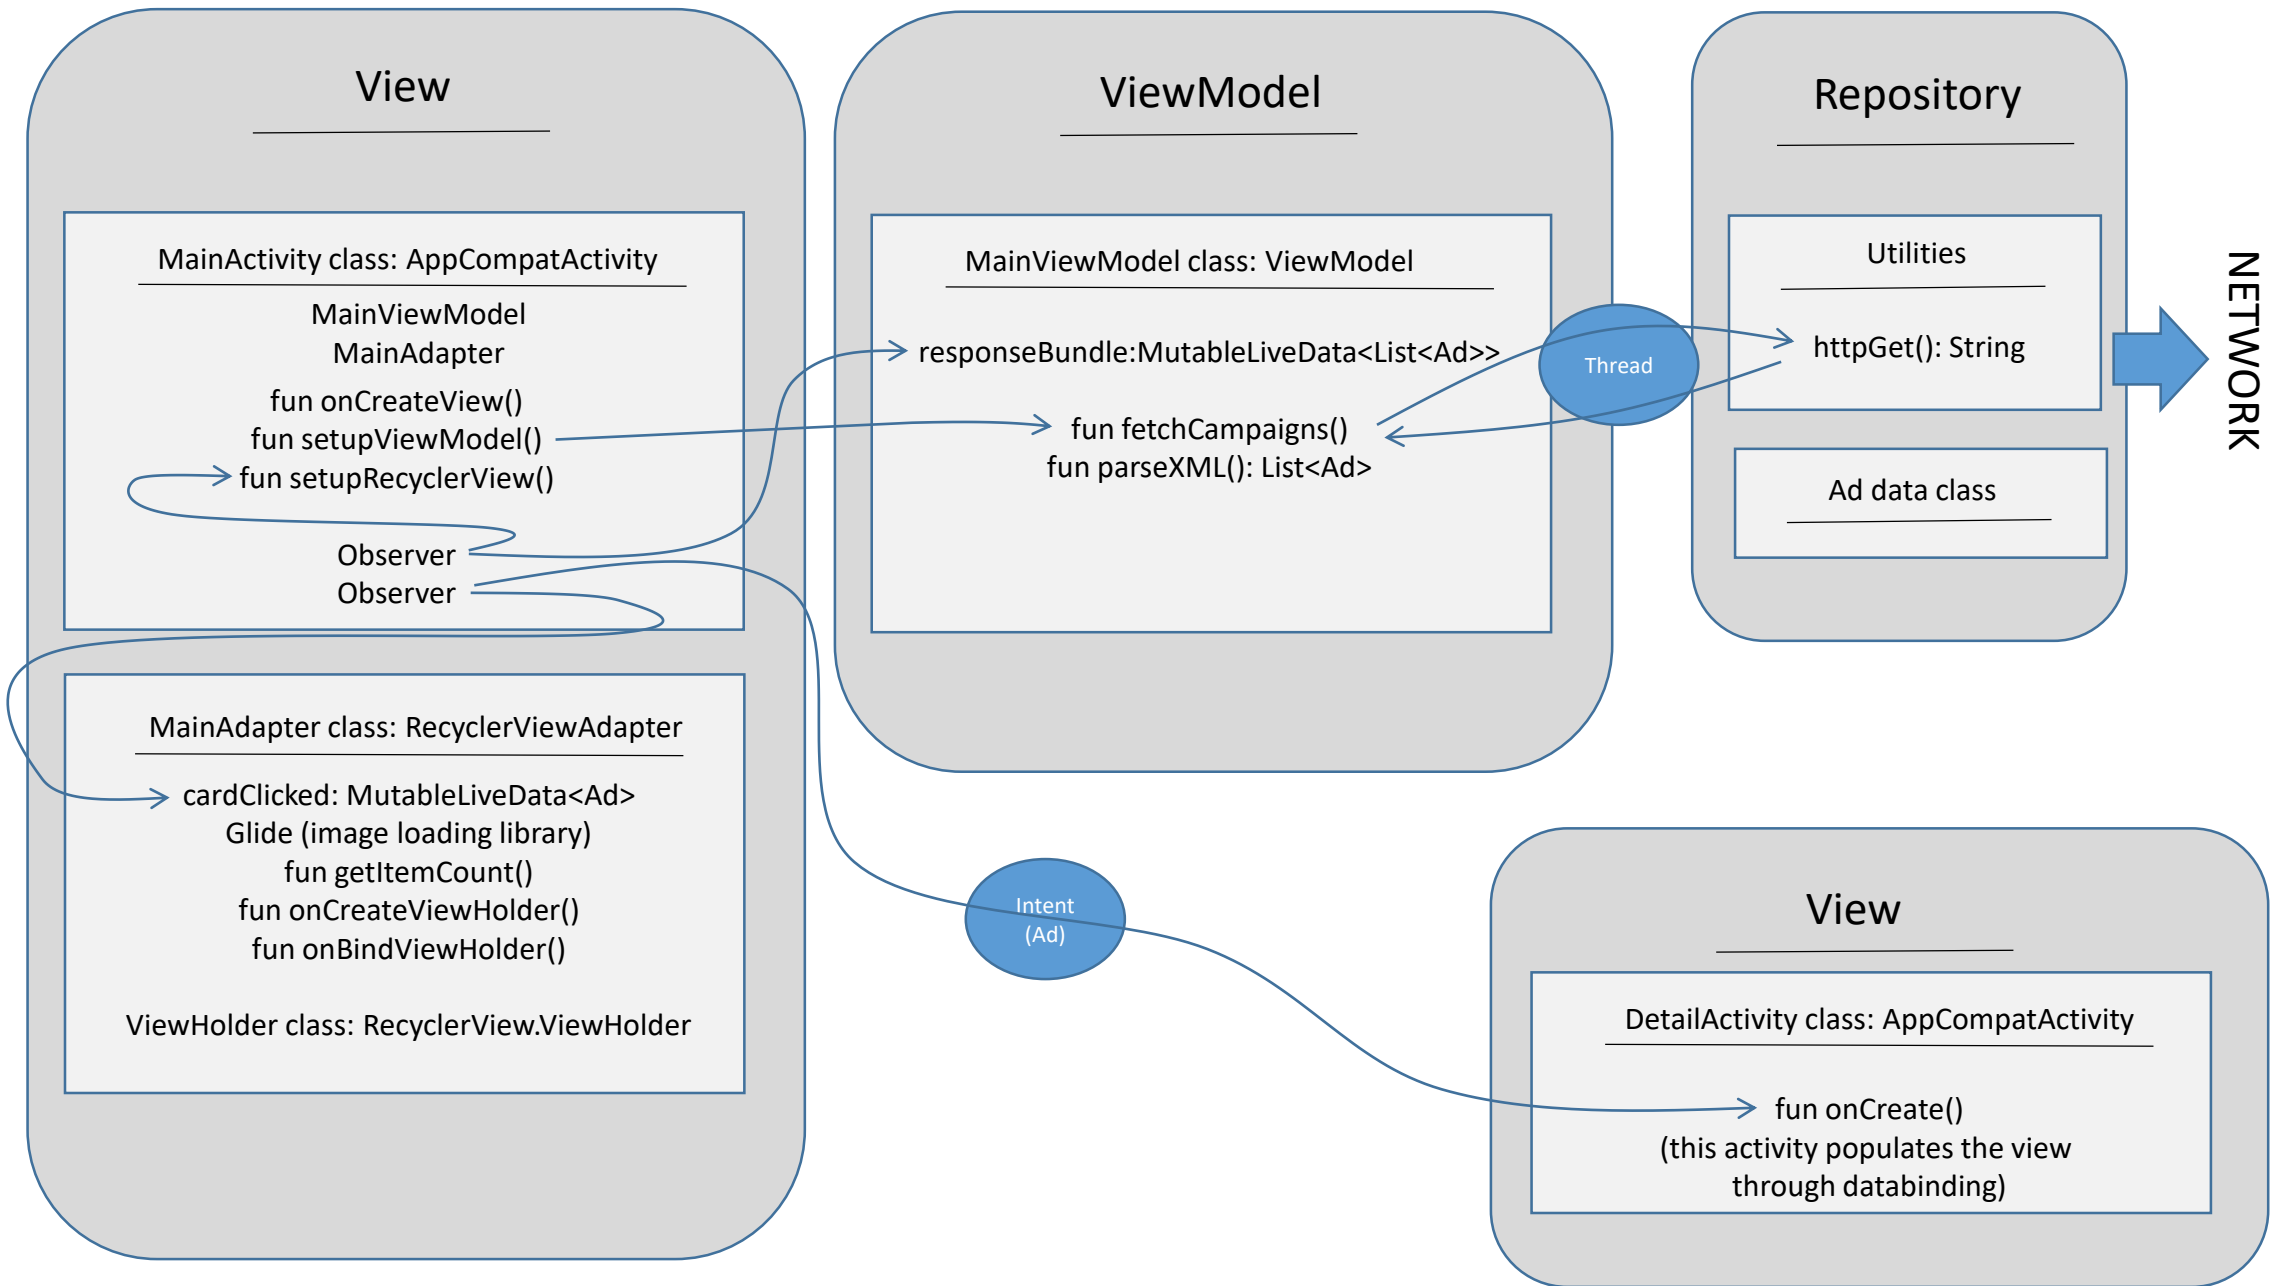 View
MainActivity class: AppCompatActivity
MainViewModel
MainAdapter
fun onCreateView()
fun setupViewModel()
fun setupRecyclerView()
Observer
Observer
MainAdapter class: RecyclerViewAdapter
cardClicked: MutableLiveData<Ad>
Glide (image loading library)
fun getItemCount()
fun onCreateViewHolder()
fun onBindViewHolder()
ViewHolder class: RecyclerView.ViewHolder
ViewModel
MainViewModel class: ViewModel
responseBundle:MutableLiveData<List<Ad>>
fun fetchCampaigns()
fun parseXML(): List<Ad>
Thread
Repository
Utilities
httpGet(): String
Ad data class
NETWORK
Intent
(Ad)
View
DetailActivity class: AppCompatActivity
fun onCreate()
(this activity populates the view
through databinding)